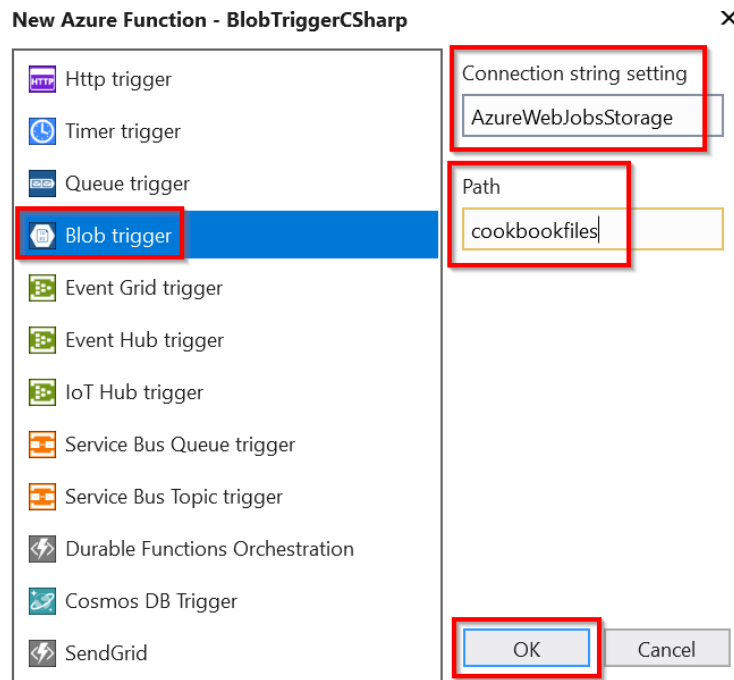 New Azure Function - BlobTriggerCSharp
HTTP Http trigger
Timer trigger
Queue trigger
Blob trigger
Event Grid trigger
Event Hub trigger
IoT Hub trigger
Service Bus Queue trigger
Service Bus Topic trigger
Durable Functions Orchestration
Cosmos DB Trigger
SendGrid
Connection string setting
AzureWebJobsStorage
Path
cookbookfiles
OK
Cancel